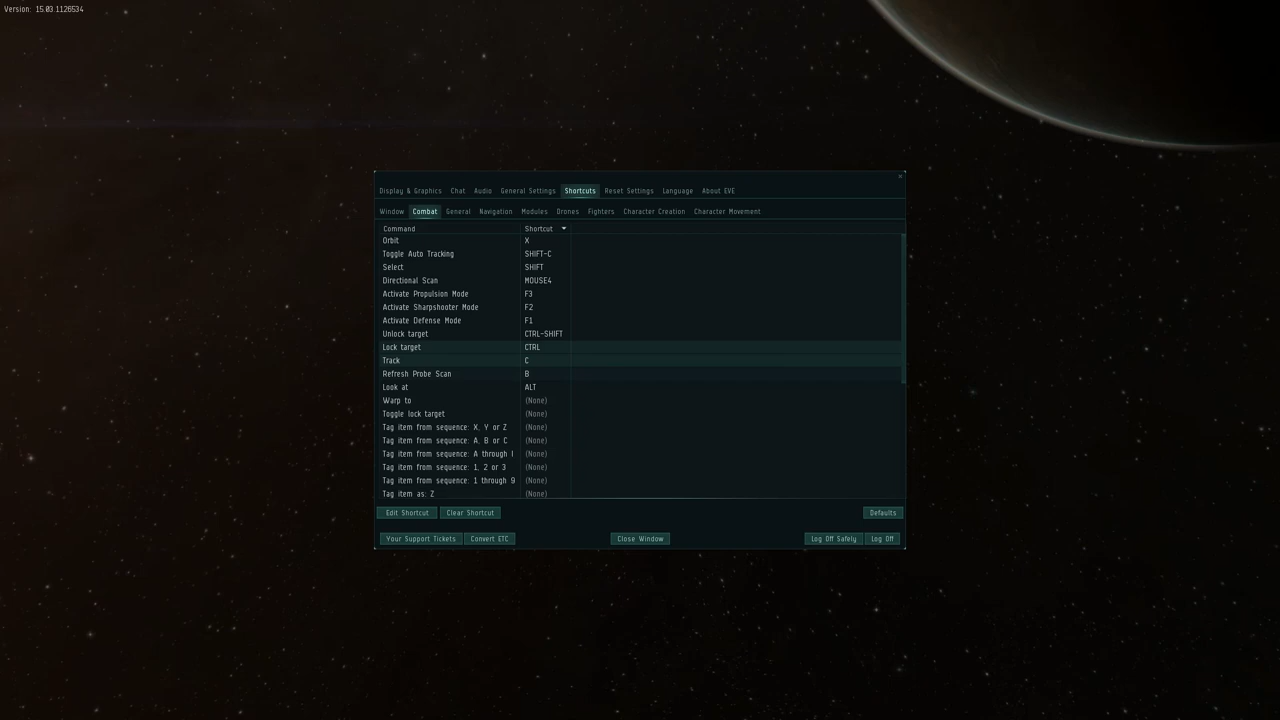 Version: 15.03.1126534
Display & Graphics Chat Audio General Settings Shortcuts Reset Settings Language About EVE
Window Combat General Navigation Modules Drones Fighters Character Creation Character Movement
Command Shortcut
Orbit X
Toggle Auto Tracking SHIFT-C
Select SHIFT
Directional Scan MOUSE4
Activate Propulsion Mode F3
Activate Sharpshooter Mode F2
Activate Defense Mode F1
Unlock target CTRL-SHIFT
Lock target CTRL
Track C
Refresh Probe Scan B
Look at ALT
Warp to (None)
Toggle lock target (None)
Tag item from sequence: X, Y or Z (None)
Tag item from sequence: A, B or C (None)
Tag item from sequence: A through I (None)
Tag item from sequence: 1, 2 or 3 (None)
Tag item from sequence: 1 through 9 (None)
Tag item as: Z (None)
Edit Shortcut Clear Shortcut Defaults
Your Support Tickets Convert ETC Close Window Log Off Safely Log Off